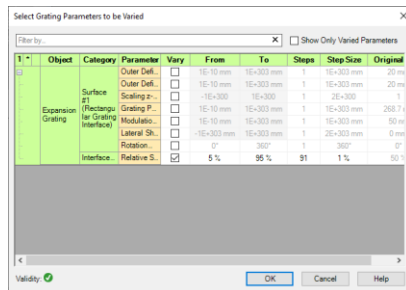 Select Grating Parameters to be Varied
Filter by...
Show Only Varied Parameters
1 * Object Category Parameter Vary From To Steps Step Size Original
Expansion Grating
Surface #1 (Rectangular Grating Interface)
Outer Defi... 1E-10 mm 1E+303 mm 1 1E+303 mm 20 m
Outer Defi... 1E-10 mm 1E+303 mm 1 1E+303 mm 20 m
Scaling z-... -1E+300 1E+300 1 2E+300 1
Grating P... 1E-10 mm 1E+303 mm 1 1E+303 mm 268.7
Modulatio... 1E-10 mm 1E+303 mm 1 1E+303 mm 50 n
Lateral Sh... -1E+303 mm 1E+303 mm 1 2E+303 mm 0 m
Rotation... 0° 360° 1 360° 0°
Interface... Relative S... 5 % 95 % 91 1 % 50 %
Validity:
OK Cancel Help